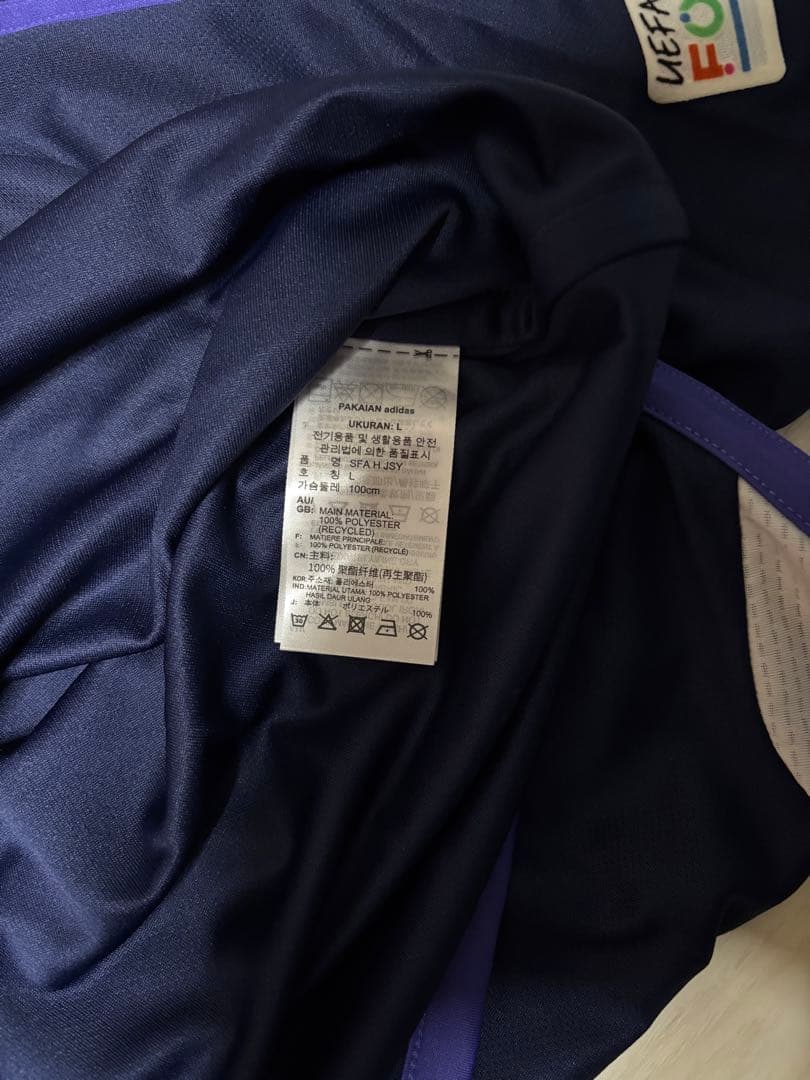 UEFA
FO
PAKAIAN adidas
UKURAN: L
전기용품 및 생활용품 안전
관리법에 의한 품질표시
품 명 SFA H JSY
호 칭 L
가슴둘레 100cm
AU/
GB: MAIN MATERIAL:
100% POLYESTER
(RECYCLED)
F: MATIERE PRINCIPALE:
100% POLYESTER (RECYCLÉ)
CN: 主料:
100% 聚酯纤维(再生聚酯)
KOR: 주소재: 폴리에스터 100%
IND: MATERIAL UTAMA: 100% POLYESTER
HASIL DAUR ULANG
J: 本体 ポリエステル 100%
30